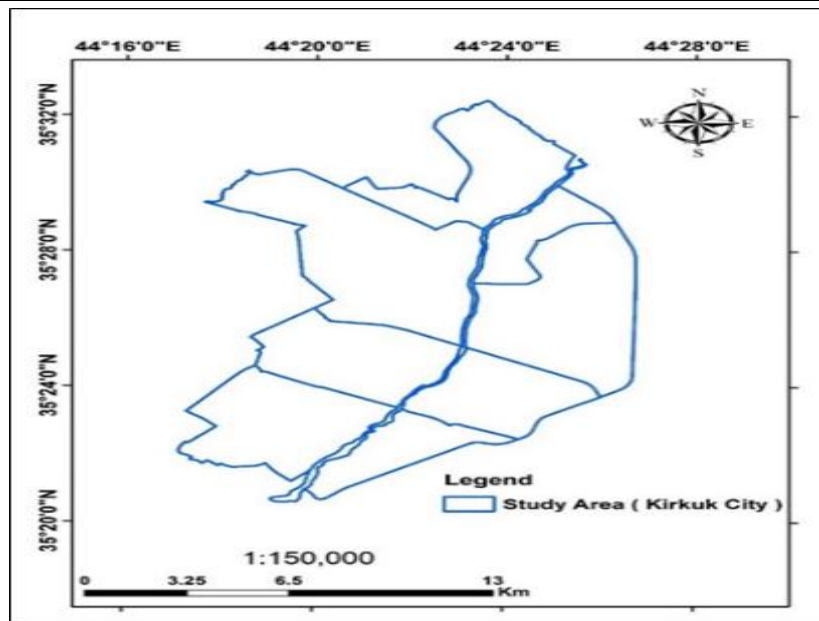 44°16'0"E 44°20'0"E 44°24'0"E 44°28'0"E
35°32'0"N
35°28'0"N
35°24'0"N
35°20'0"N
N
W E
S
Legend
Study Area ( Kirkuk City )
1:150,000
0 3.25 6.5 13
Km